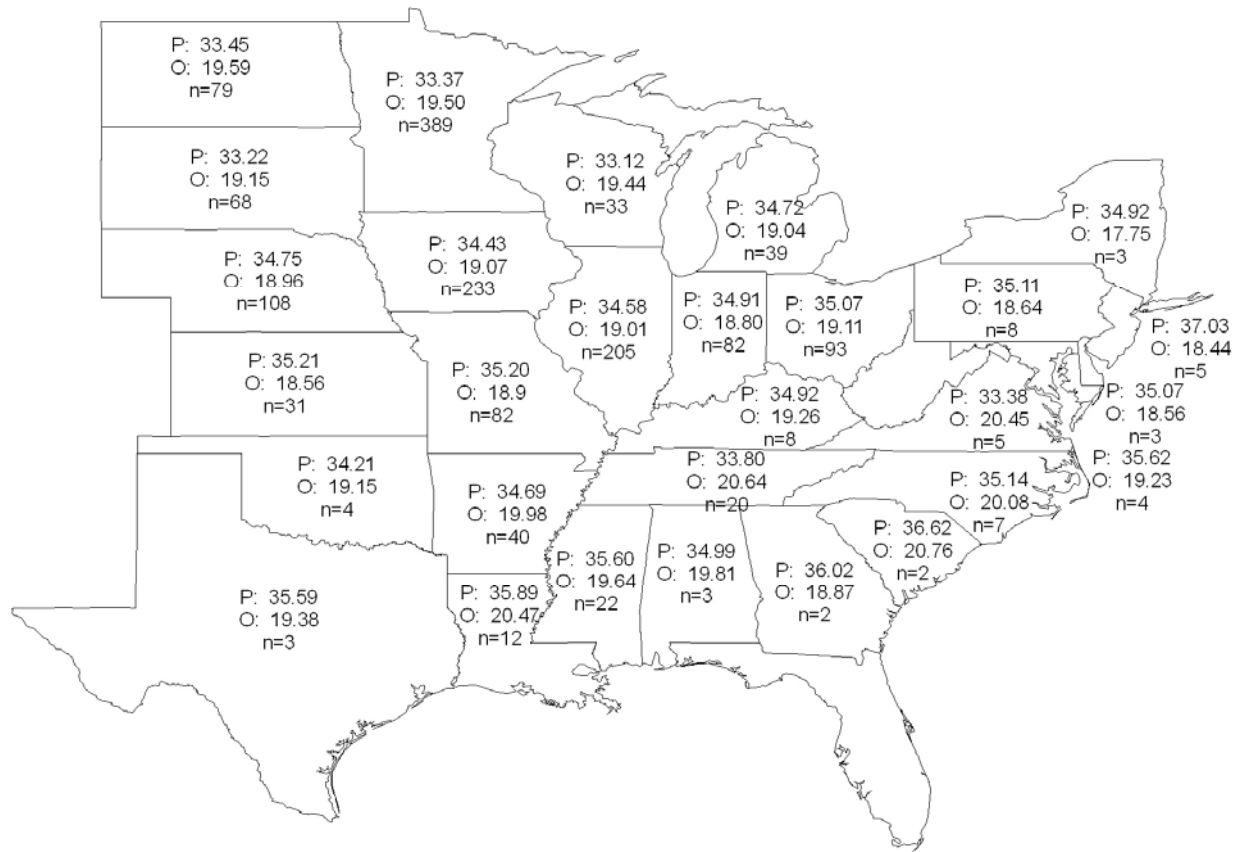 P: 33.45
O: 19.59
n=79
P: 33.37
O: 19.50
n=389
P: 33.22
O: 19.15
n=68
P: 33.12
O: 19.44
n=33
P: 34.72
O: 19.04
n=39
P: 34.92
O: 17.75
n=3
P: 34.75
O: 18.96
n=108
P: 34.43
O: 19.07
n=233
P: 34.58
O: 19.01
n=205
P: 34.91
O: 18.80
n=82
P: 35.07
O: 19.11
n=93
P: 35.11
O: 18.64
n=8
P: 37.03
O: 18.44
n=5
P: 35.21
O: 18.56
n=31
P: 35.20
O: 18.9
n=82
P: 34.92
O: 19.26
n=8
P: 33.38
O: 20.45
n=5
P: 35.07
O: 18.56
n=3
P: 34.21
O: 19.15
n=4
P: 34.69
O: 19.98
n=40
P: 33.80
O: 20.64
n=20
P: 35.14
O: 20.08
n=7
P: 35.62
O: 19.23
n=4
P: 35.59
O: 19.38
n=3
P: 35.89
O: 20.47
n=12
P: 35.60
O: 19.64
n=22
P: 34.99
O: 19.81
n=3
P: 36.02
O: 18.87
n=2
P: 36.62
O: 20.76
n=2